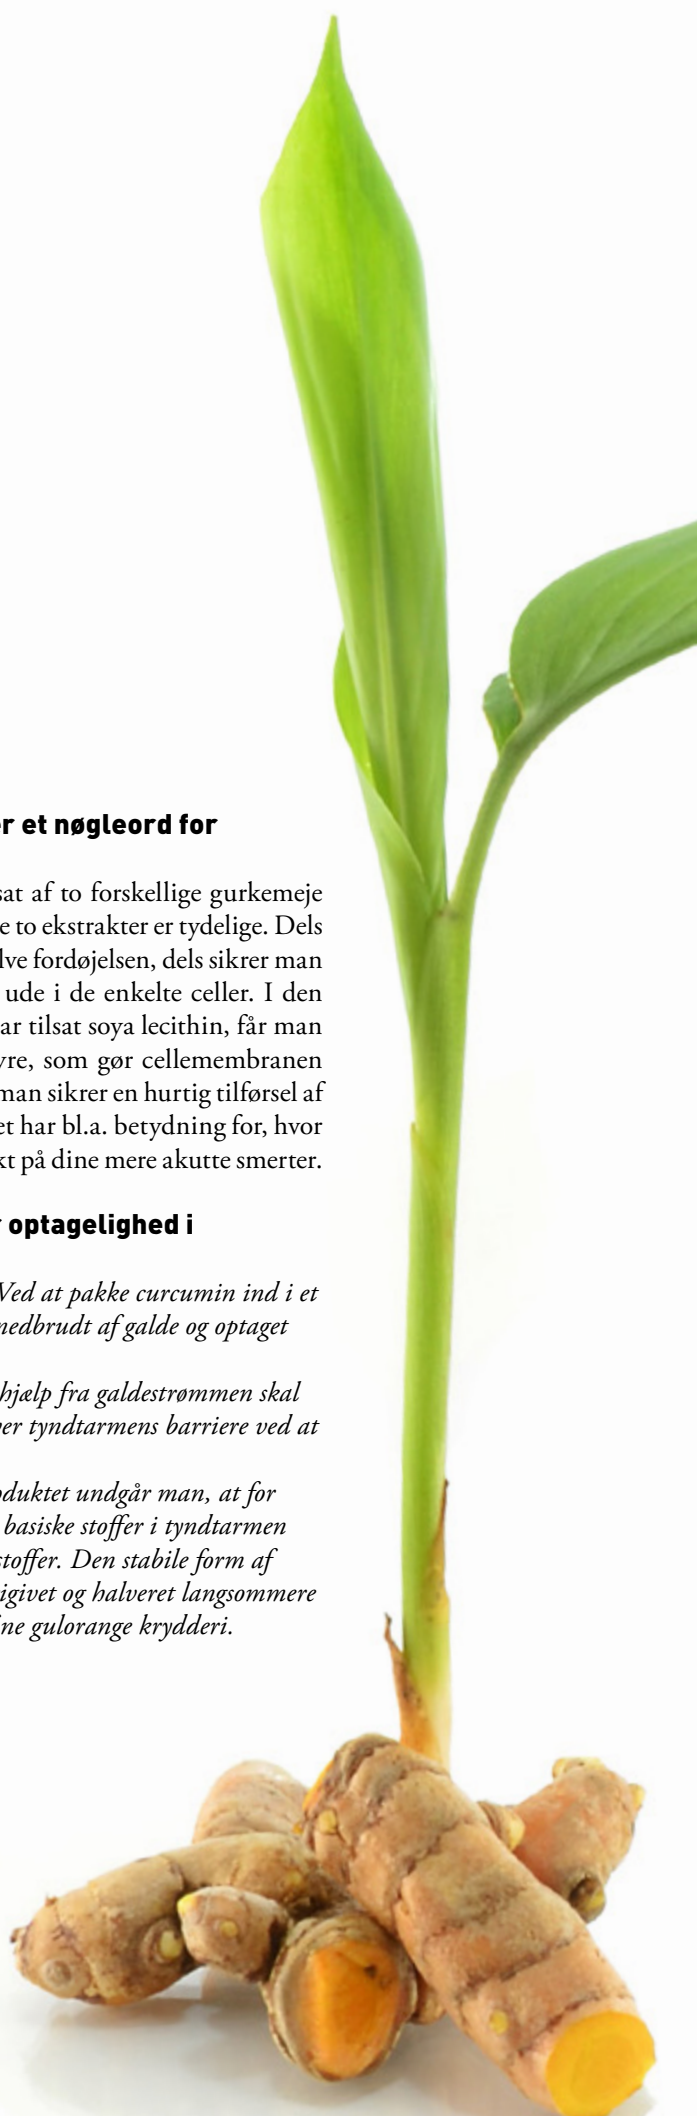 er et nøgleord for
sat af to forskellige gurkemeje
e to ekstrakter er tydelige. Dels
lve fordøjelsen, dels sikrer man
ude i de enkelte celler. I den
ar tilsat soya lecithin, får man
yre, som gør cellemembranen
man sikrer en hurtig tilførsel af
et har bl.a. betydning for, hvor
kt på dine mere akutte smerter.
r optagelighed i
Ved at pakke curcumin ind i et
nedbrudt af galde og optaget
hjælp fra galdestrømmen skal
er tyndtarmens barriere ved at
oduktet undgår man, at for
basiske stoffer i tyndtarmen
stoffer. Den stabile form af
igivet og halveret langsommere
ne gulorange krydderi.